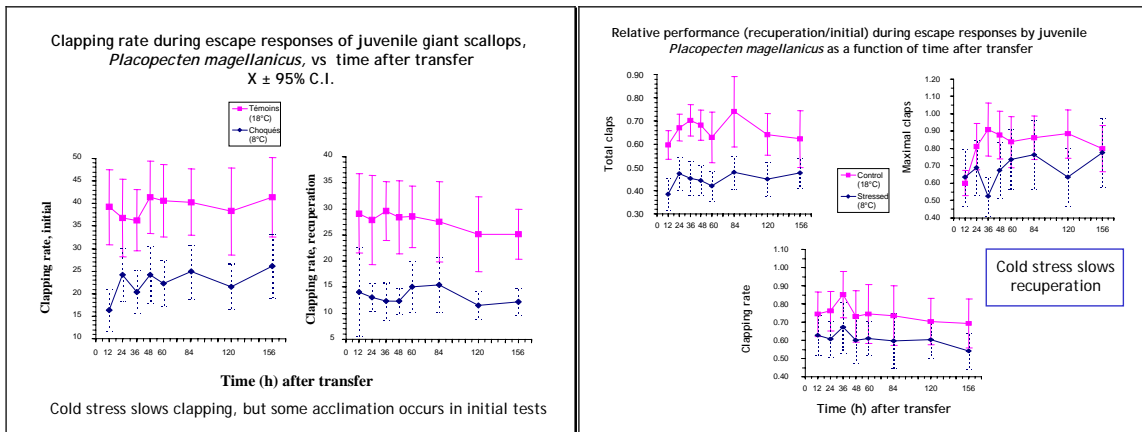 Clapping rate during escape responses of juvenile giant scallops,
Placopecten magellanicus, vs time after transfer
X ± 95% C.I.
Témoins
(18°C)
Choqués
(8°C)
Clapping rate, initial
50
45
40
35
30
25
20
15
10
0 12 24 36 48 60 84 120 156
Clapping rate, recuperation
45
40
35
30
25
20
15
10
5
0 12 24 36 48 60 84 120 156
Time (h) after transfer
Cold stress slows clapping, but some acclimation occurs in initial tests
Relative performance (recuperation/initial) during escape responses by juvenile
Placopecten magellanicus as a function of time after transfer
Total claps
0.90
0.80
0.70
0.60
0.50
0.40
0.30
0 12 24 36 48 60 84 120 156
Control
(18°C)
Stressed
(8°C)
Maximal claps
1.20
1.10
1.00
0.90
0.80
0.70
0.60
0.50
0.40
0 12 24 36 48 60 84 120 156
Clapping rate
1.10
1.00
0.90
0.80
0.70
0.60
0.50
0.40
0 12 24 36 48 60 84 120 156
Time (h) after transfer
Cold stress slows
recuperation